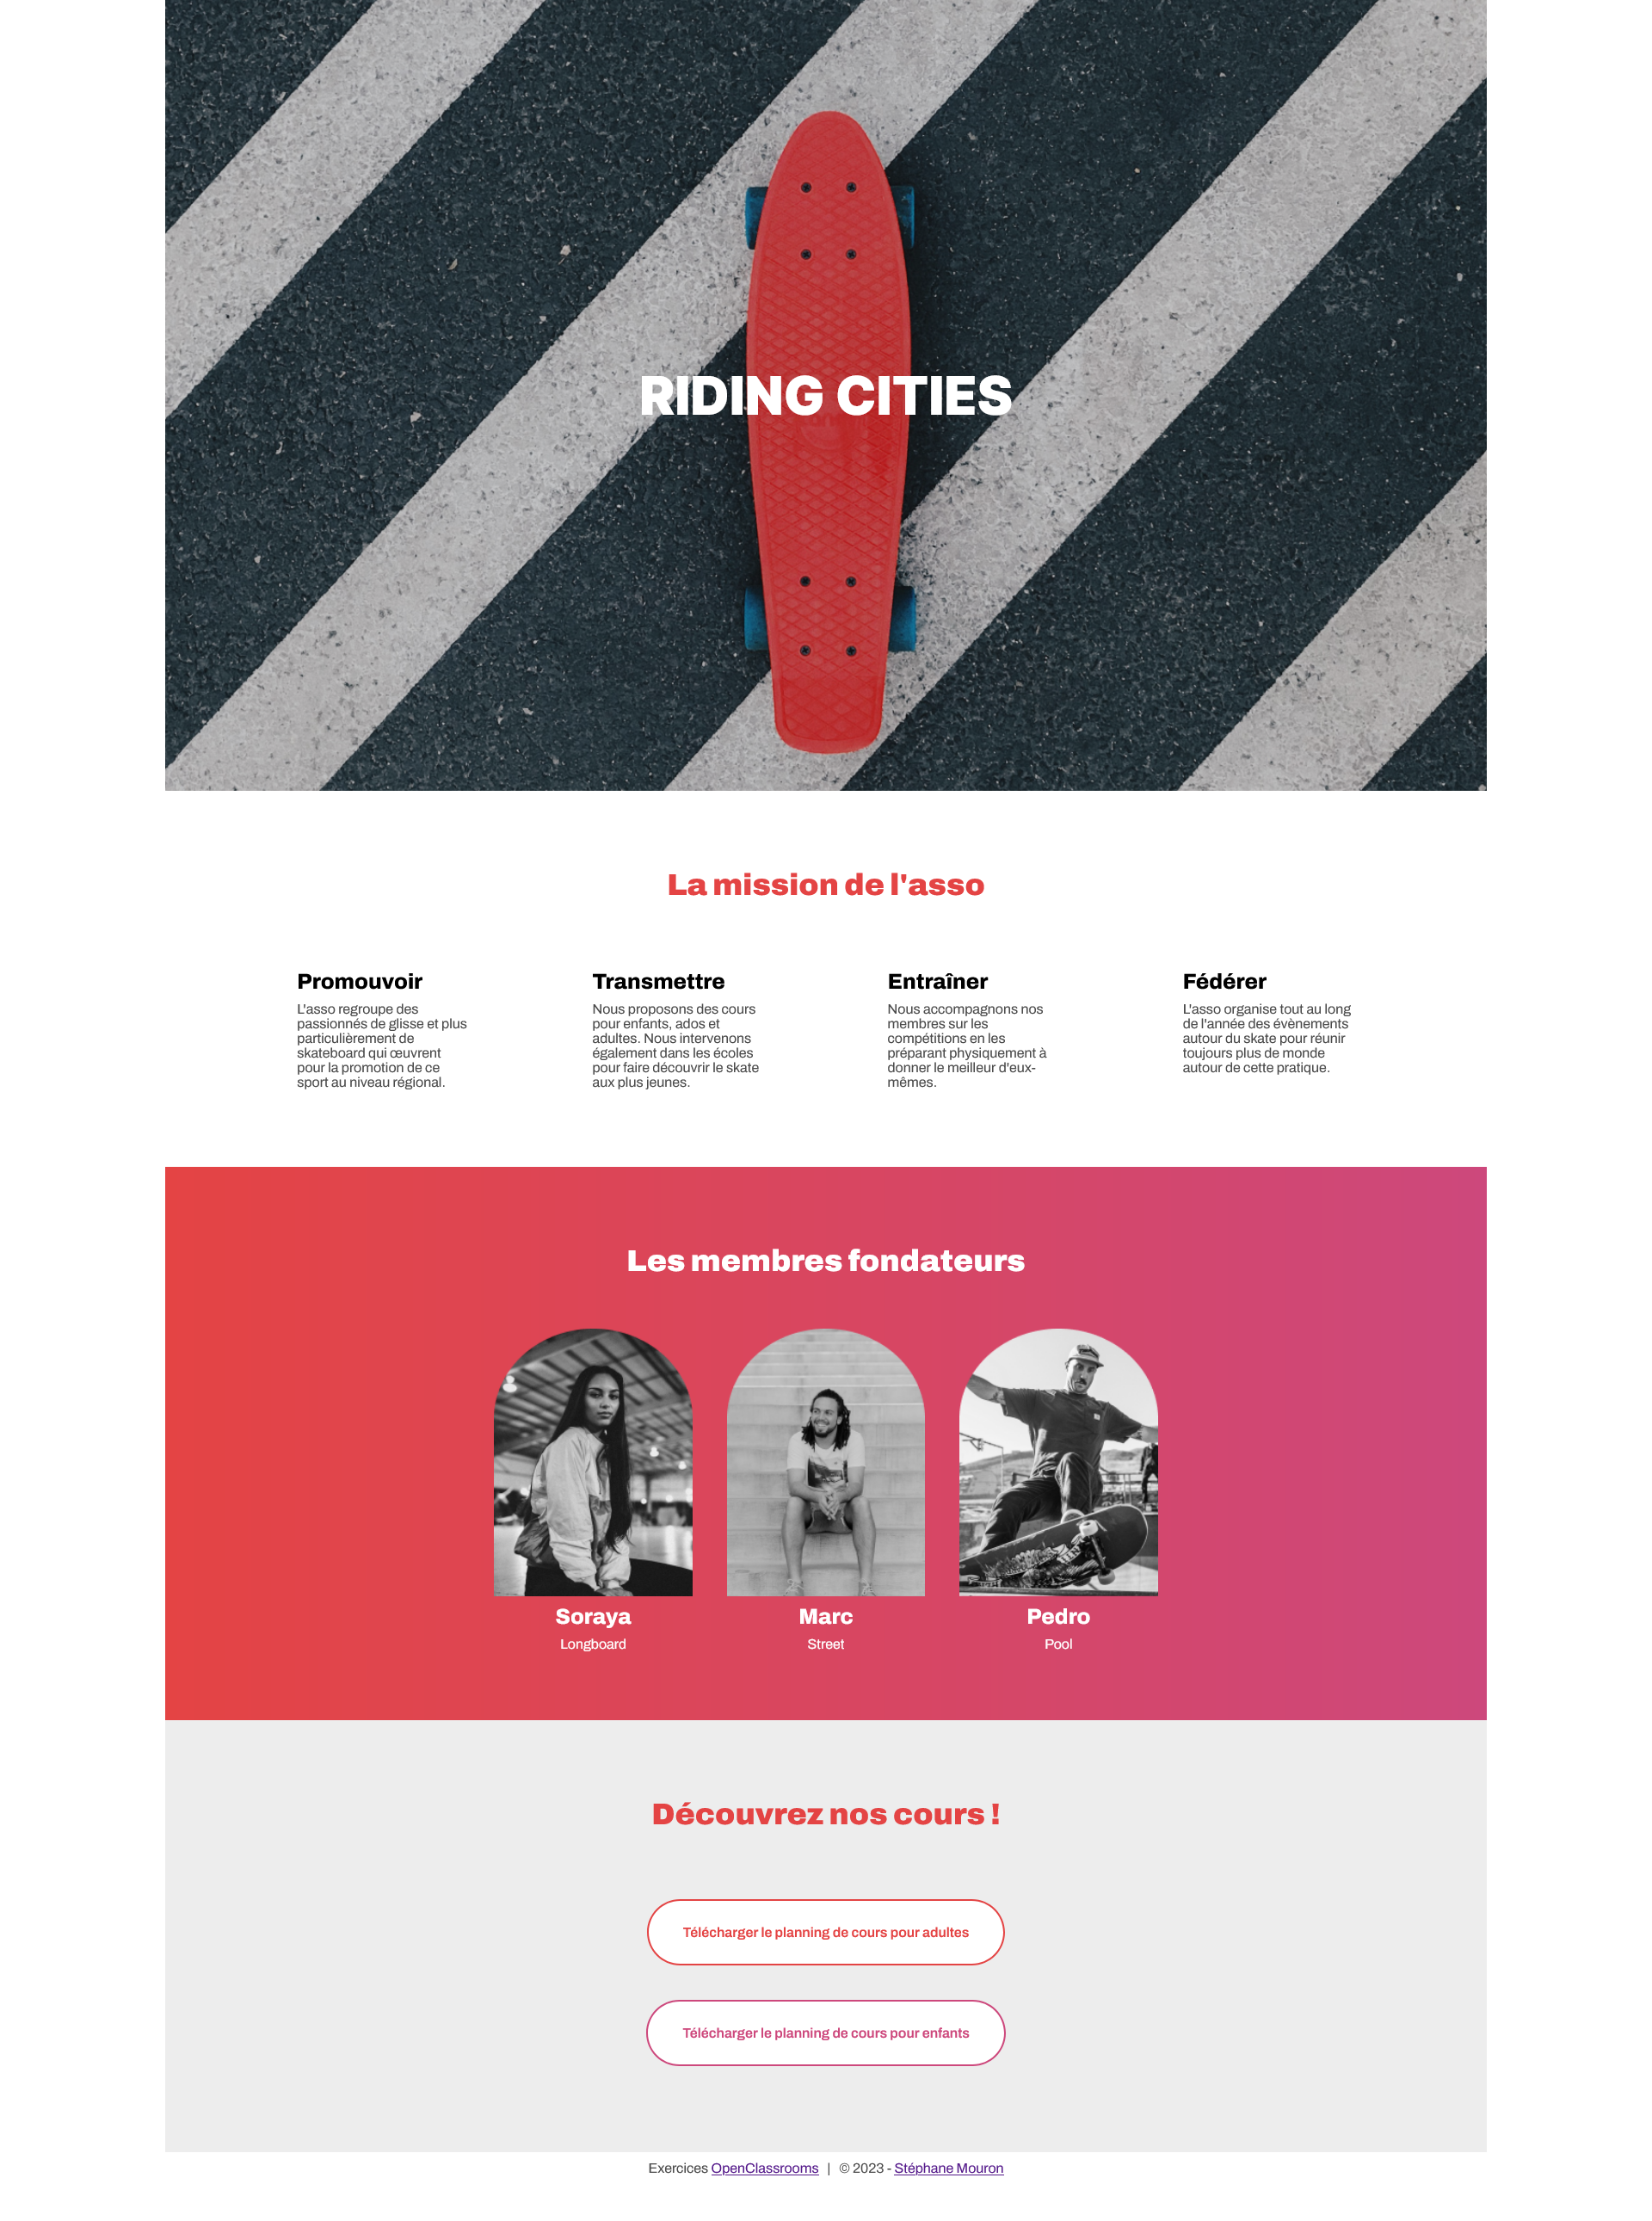 RIDING CITIES
La mission de l'asso
Promouvoir
L'asso regroupe des
passionnés de glisse et plus
particulièrement de
skateboard qui œuvrent
pour la promotion de ce
sport au niveau régional.
Transmettre
Nous proposons des cours
pour enfants, ados et
adultes. Nous intervenons
également dans les écoles
pour faire découvrir le skate
aux plus jeunes.
Entraîner
Nous accompagnons nos
membres sur les
compétitions en les
préparant physiquement à
donner le meilleur d'eux-
mêmes.
Fédérer
L'asso organise tout au long
de l'année des évènements
autour du skate pour réunir
toujours plus de monde
autour de cette pratique.
Les membres fondateurs
Soraya
Longboard
Marc
Street
Pedro
Pool
Découvrez nos cours !
Télécharger le planning de cours pour adultes
Télécharger le planning de cours pour enfants
Exercices OpenClassrooms | © 2023 - Stéphane Mouron